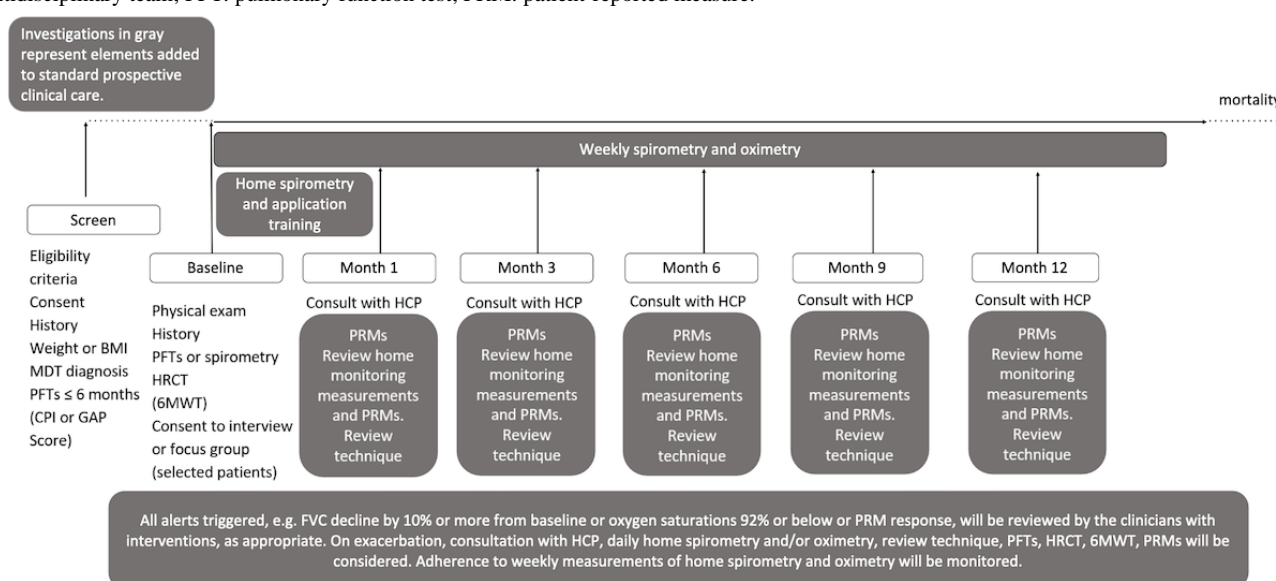 PFT: pulmonary function test; PRM: patient-reported measure.
Investigations in gray
represent elements added
to standard prospective
clinical care.
mortality
Weekly spirometry and oximetry
Home spirometry
and application
training
Screen
Eligibility
criteria
Consent
History
Weight or BMI
MDT diagnosis
PFTs ≤ 6 months
(CPI or GAP
Score)
Baseline
Physical exam
History
PFTs or spirometry
HRCT
(6MWT)
Consent to interview
or focus group
(selected patients)
Month 1
Consult with HCP
PRMs
Review home
monitoring
measurements
and PRMs.
Review
technique
Month 3
Consult with HCP
PRMs
Review home
monitoring
measurements
and PRMs.
Review
technique
Month 6
Consult with HCP
PRMs
Review home
monitoring
measurements
and PRMs.
Review
technique
Month 9
Consult with HCP
PRMs
Review home
monitoring
measurements
and PRMs.
Review
technique
Month 12
Consult with HCP
PRMs
Review home
monitoring
measurements
and PRMs.
Review
technique
All alerts triggered, e.g. FVC decline by 10% or more from baseline or oxygen saturations 92% or below or PRM response, will be reviewed by the clinicians with
interventions, as appropriate. On exacerbation, consultation with HCP, daily home spirometry and/or oximetry, review technique, PFTs, HRCT, 6MWT, PRMs will be
considered. Adherence to weekly measurements of home spirometry and oximetry will be monitored.